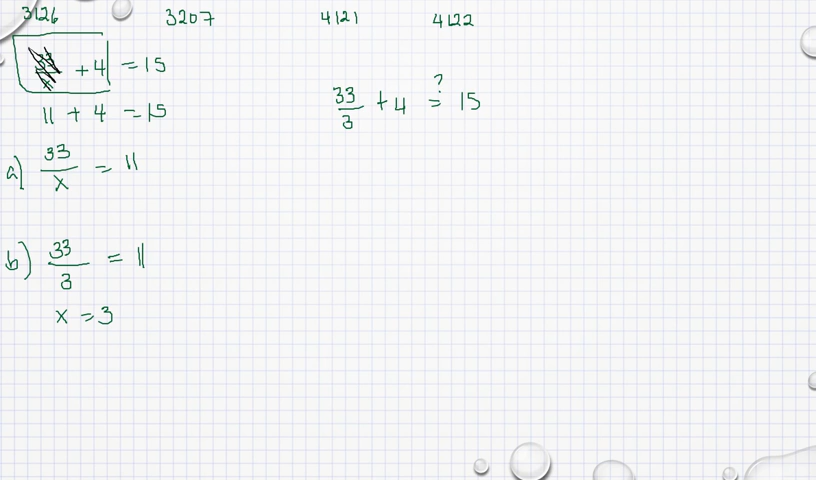 3126 3207 4121 4122
+ 4 = 15
11 + 4 = 15
a) 33/x = 11
b) 33/3 = 11
x = 3
33/3 + 4 ≟ 15